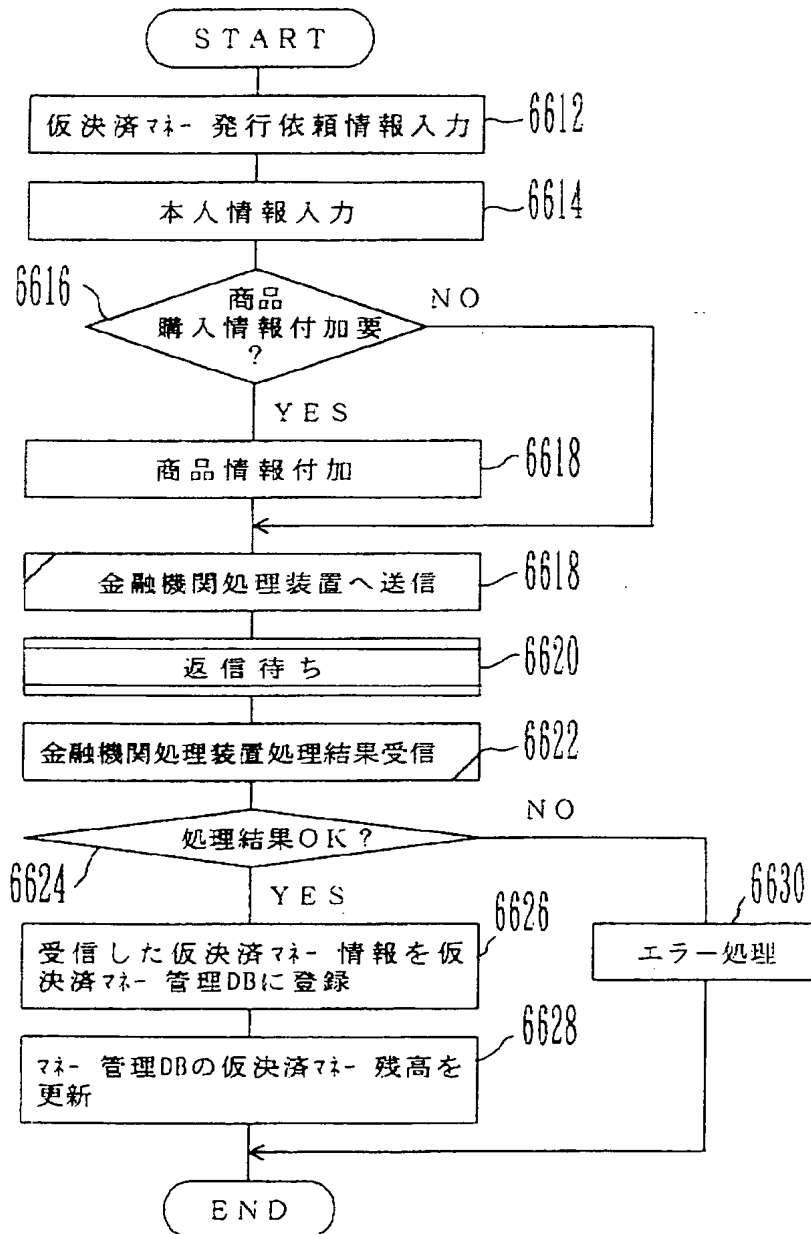 START
仮決済マネー発行依頼情報入力
6612
本人情報入力
6614
6616
商品
購入情報付加要
?
NO
YES
商品情報付加
6618
金融機関処理装置へ送信
6618
返信待ち
6620
金融機関処理装置処理結果受信
6622
処理結果OK?
NO
6624
YES
6626
受信した仮決済マネー情報を仮
決済マネー管理DBに登録
6630
エラー処理
6628
マネー管理DBの仮決済マネー残高を
更新
END